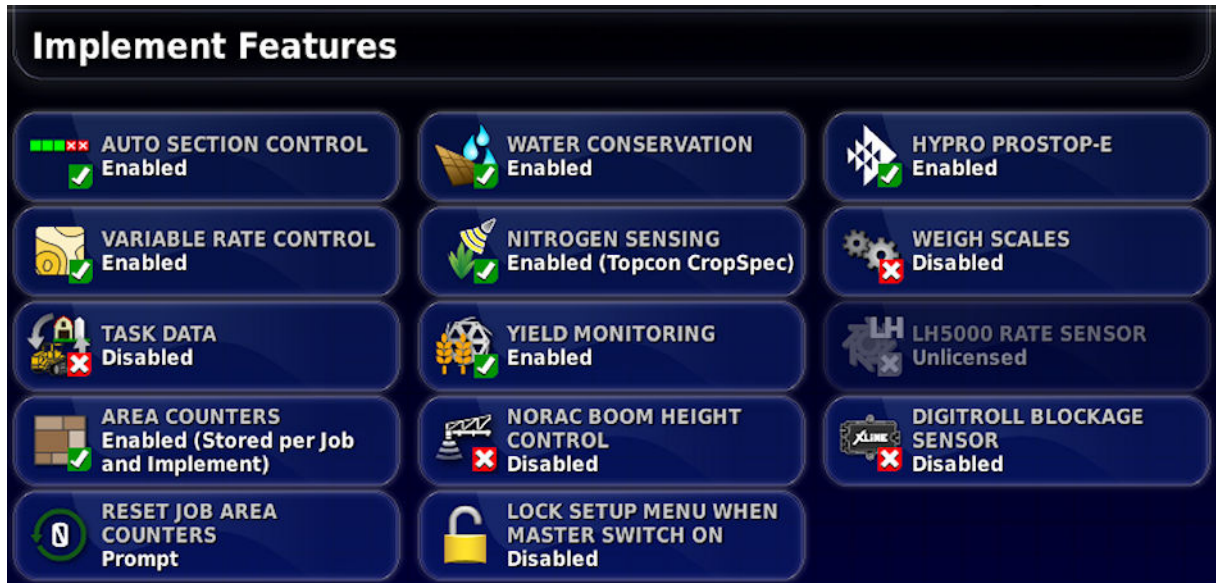 Implement Features
AUTO SECTION CONTROL
Enabled
WATER CONSERVATION
Enabled
HYPRO PROSTOP-E
Enabled
VARIABLE RATE CONTROL
Enabled
NITROGEN SENSING
Enabled (Topcon CropSpec)
WEIGH SCALES
Disabled
TASK DATA
Disabled
YIELD MONITORING
Enabled
LH
LH5000 RATE SENSOR
Unlicensed
AREA COUNTERS
Enabled (Stored per Job
and Implement)
NORAC BOOM HEIGHT
CONTROL
Disabled
XLINK
DIGITROLL BLOCKAGE
SENSOR
Disabled
0
RESET JOB AREA
COUNTERS
Prompt
LOCK SETUP MENU WHEN
MASTER SWITCH ON
Disabled